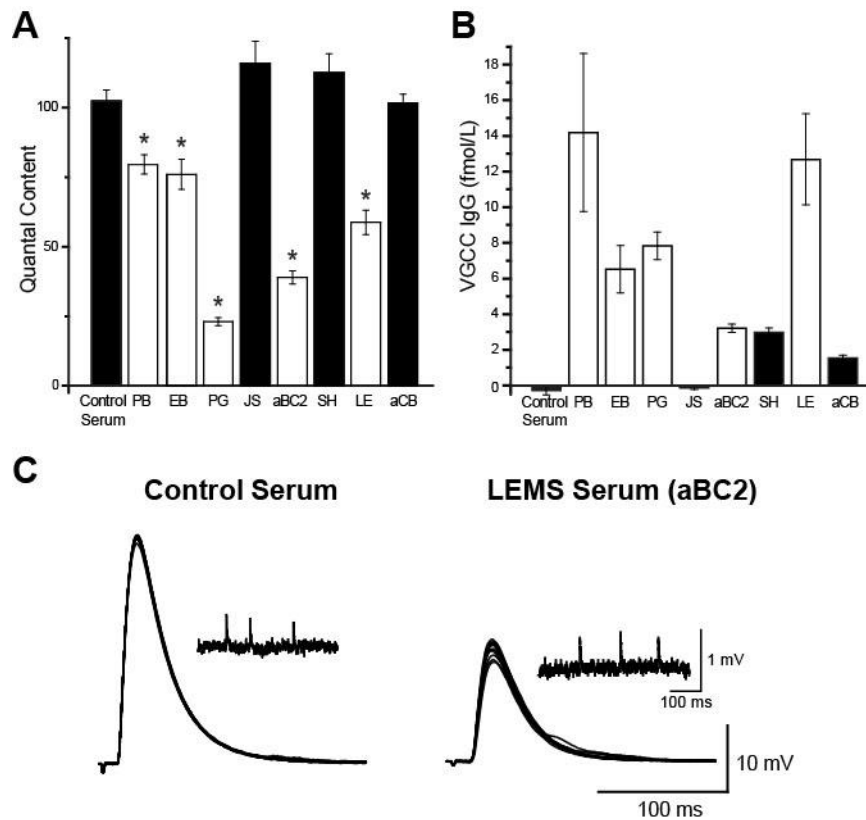 A
Quantal Content
100
50
0
*
*
*
*
*
Control
Serum
PB
EB
PG
JS
aBC2
SH
LE
aCB
B
VGCC IgG (fmol/L)
18
16
14
12
10
8
6
4
2
0
Control
Serum
PB
EB
PG
JS
aBC2
SH
LE
aCB
C
Control Serum
LEMS Serum (aBC2)
1 mV
100 ms
10 mV
100 ms